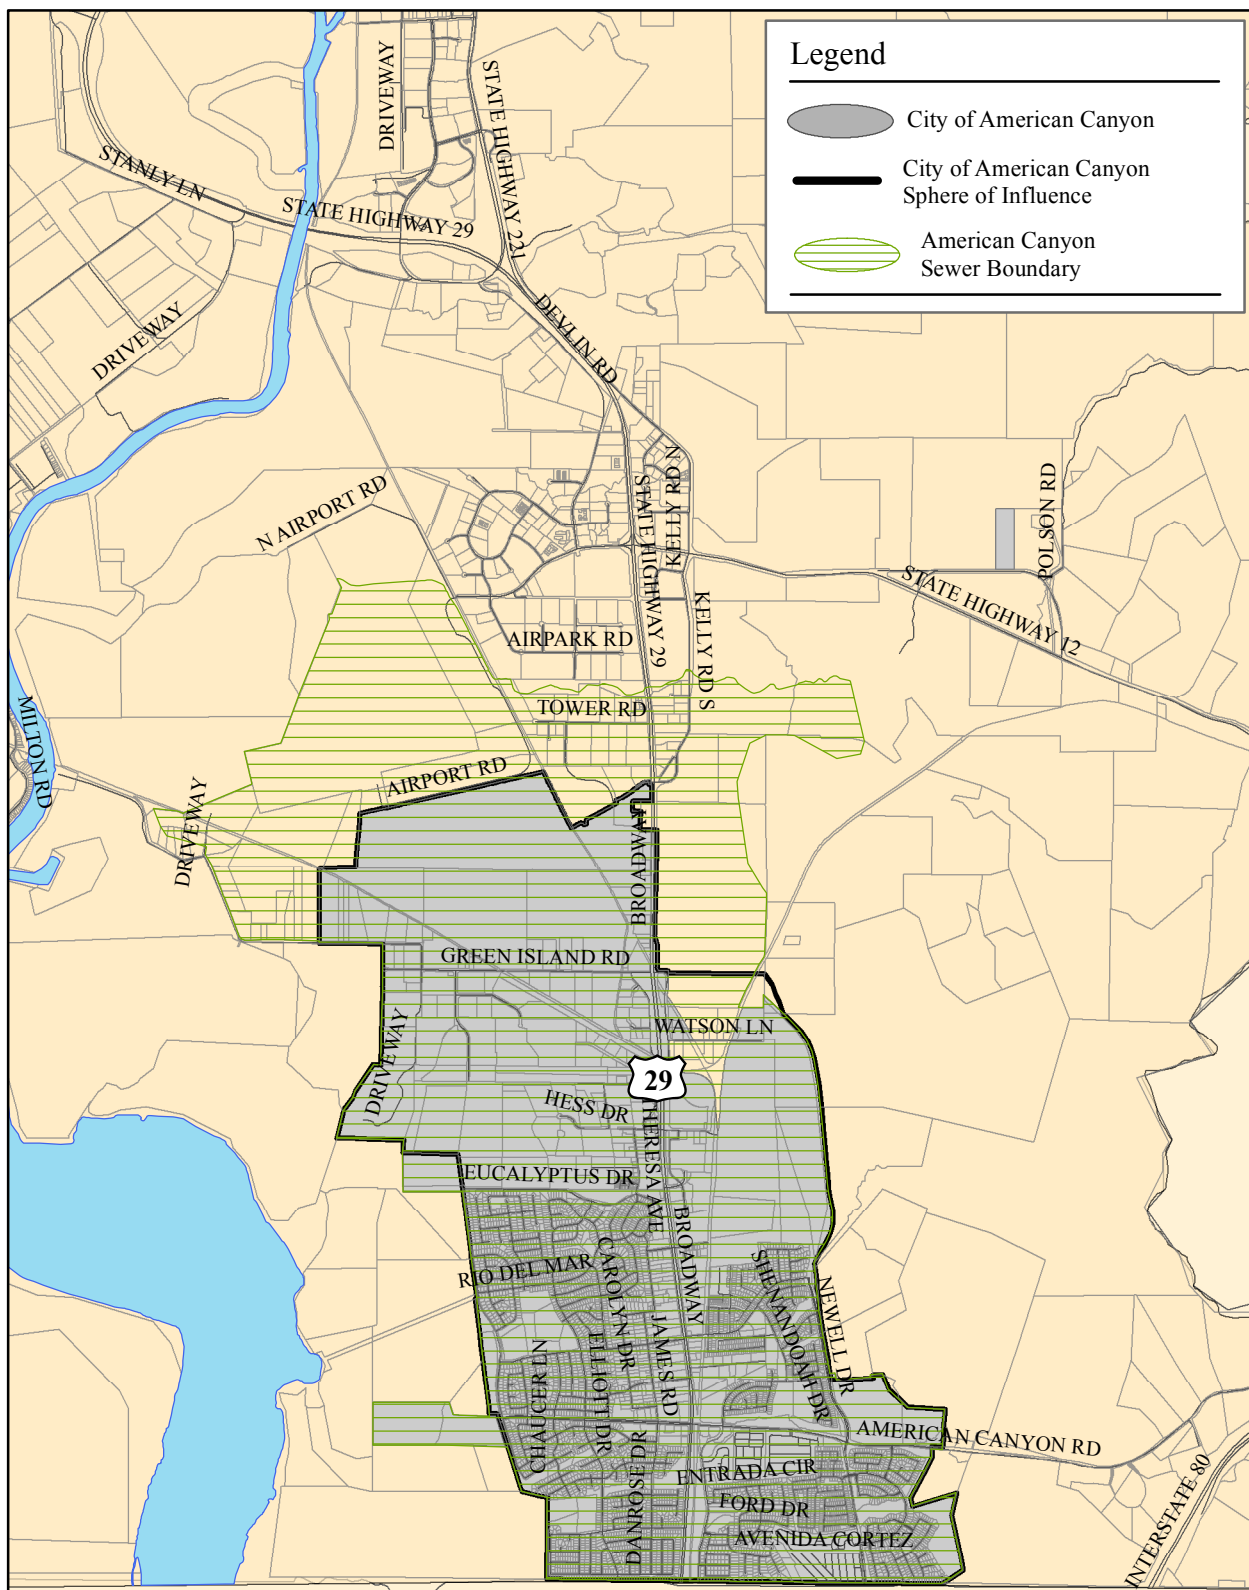 Legend
City of American Canyon
City of American Canyon
Sphere of Influence
American Canyon
Sewer Boundary
DRIVEWAY
STATE HIGHWAY 221
STANLY LN
STATE HIGHWAY 29
DRIVEWAY
DEVLIN RD
N AIRPORT RD
STATE HIGHWAY 29
KELLY RD N
POLSON RD
STATE HIGHWAY 12
AIRPARK RD
KELLY RD S
MILTON RD
TOWER RD
AIRPORT RD
DRIVEWAY
BROADWAY
GREEN ISLAND RD
WATSON LN
DRIVEWAY
29
HESS DR
THERESA AVE
EUCALYPTUS DR
BROADWAY
RIO DEL MAR
CAROLYN DR
SHENANDOAH DR
NEWELL DR
JAMES RD
ELLIOTT DR
CHAUCER LN
AMERICAN CANYON RD
DANROSE DR
ENTRADA CIR
FORD DR
AVENIDA CORTEZ
INTERSTATE 80